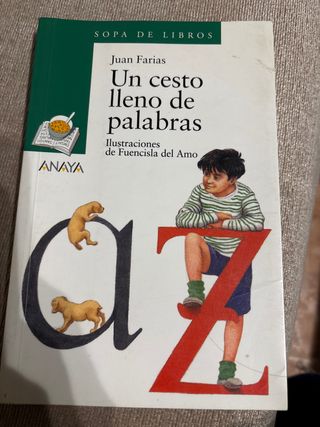 SOPA DE LIBROS
Juan Farias
Un cesto
lleno de
palabras
Ilustraciones
de Fuencisla del Amo
ANAYA
a
Z